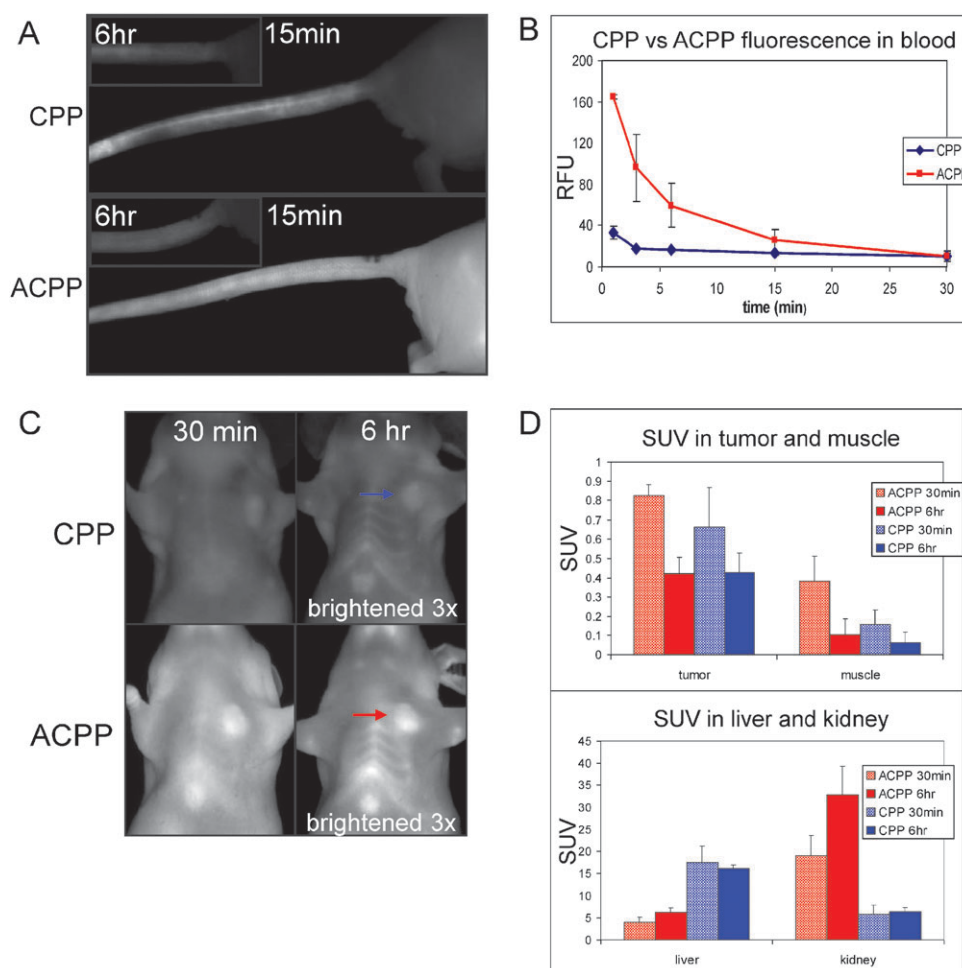 A
6hr
15min
CPP
6hr
15min
ACPP
B
CPP vs ACPP fluorescence in blood
200
160
120
80
40
0
RFU
0 5 10 15 20 25 30
time (min)
CPP
ACP
C
30 min
6 hr
CPP
brightened 3x
ACPP
brightened 3x
D
SUV in tumor and muscle
1
0.9
0.8
0.7
0.6
0.5
0.4
0.3
0.2
0.1
0
SUV
ACPP 30min
ACPP 6hr
CPP 30min
CPP 6hr
tumor muscle
SUV in liver and kidney
45
40
35
30
25
20
15
10
5
0
SUV
ACPP 30min
ACPP 6hr
CPP 30min
CPP 6hr
liver kidney